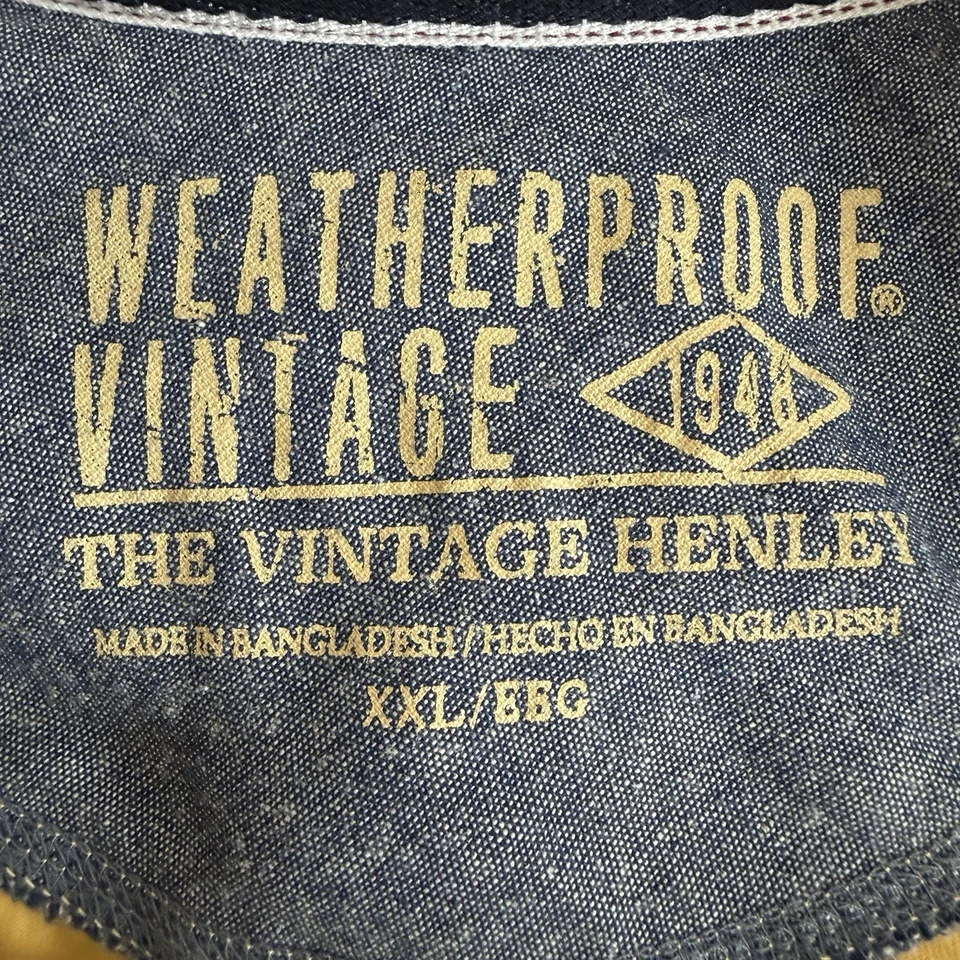 WEATHERPROOF®
VINTAGE 1948
THE VINTAGE HENLEY
MADE IN BANGLADESH / HECHO EN BANGLADESH
XXL/EEG